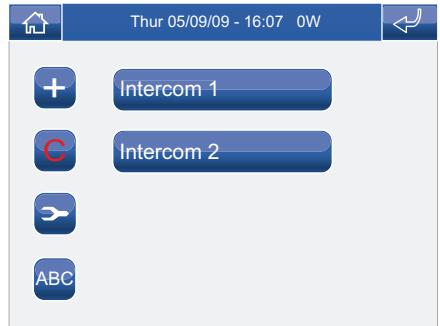 Thur 05/09/09 - 16:07 0W
+ Intercom 1
C Intercom 2
ABC